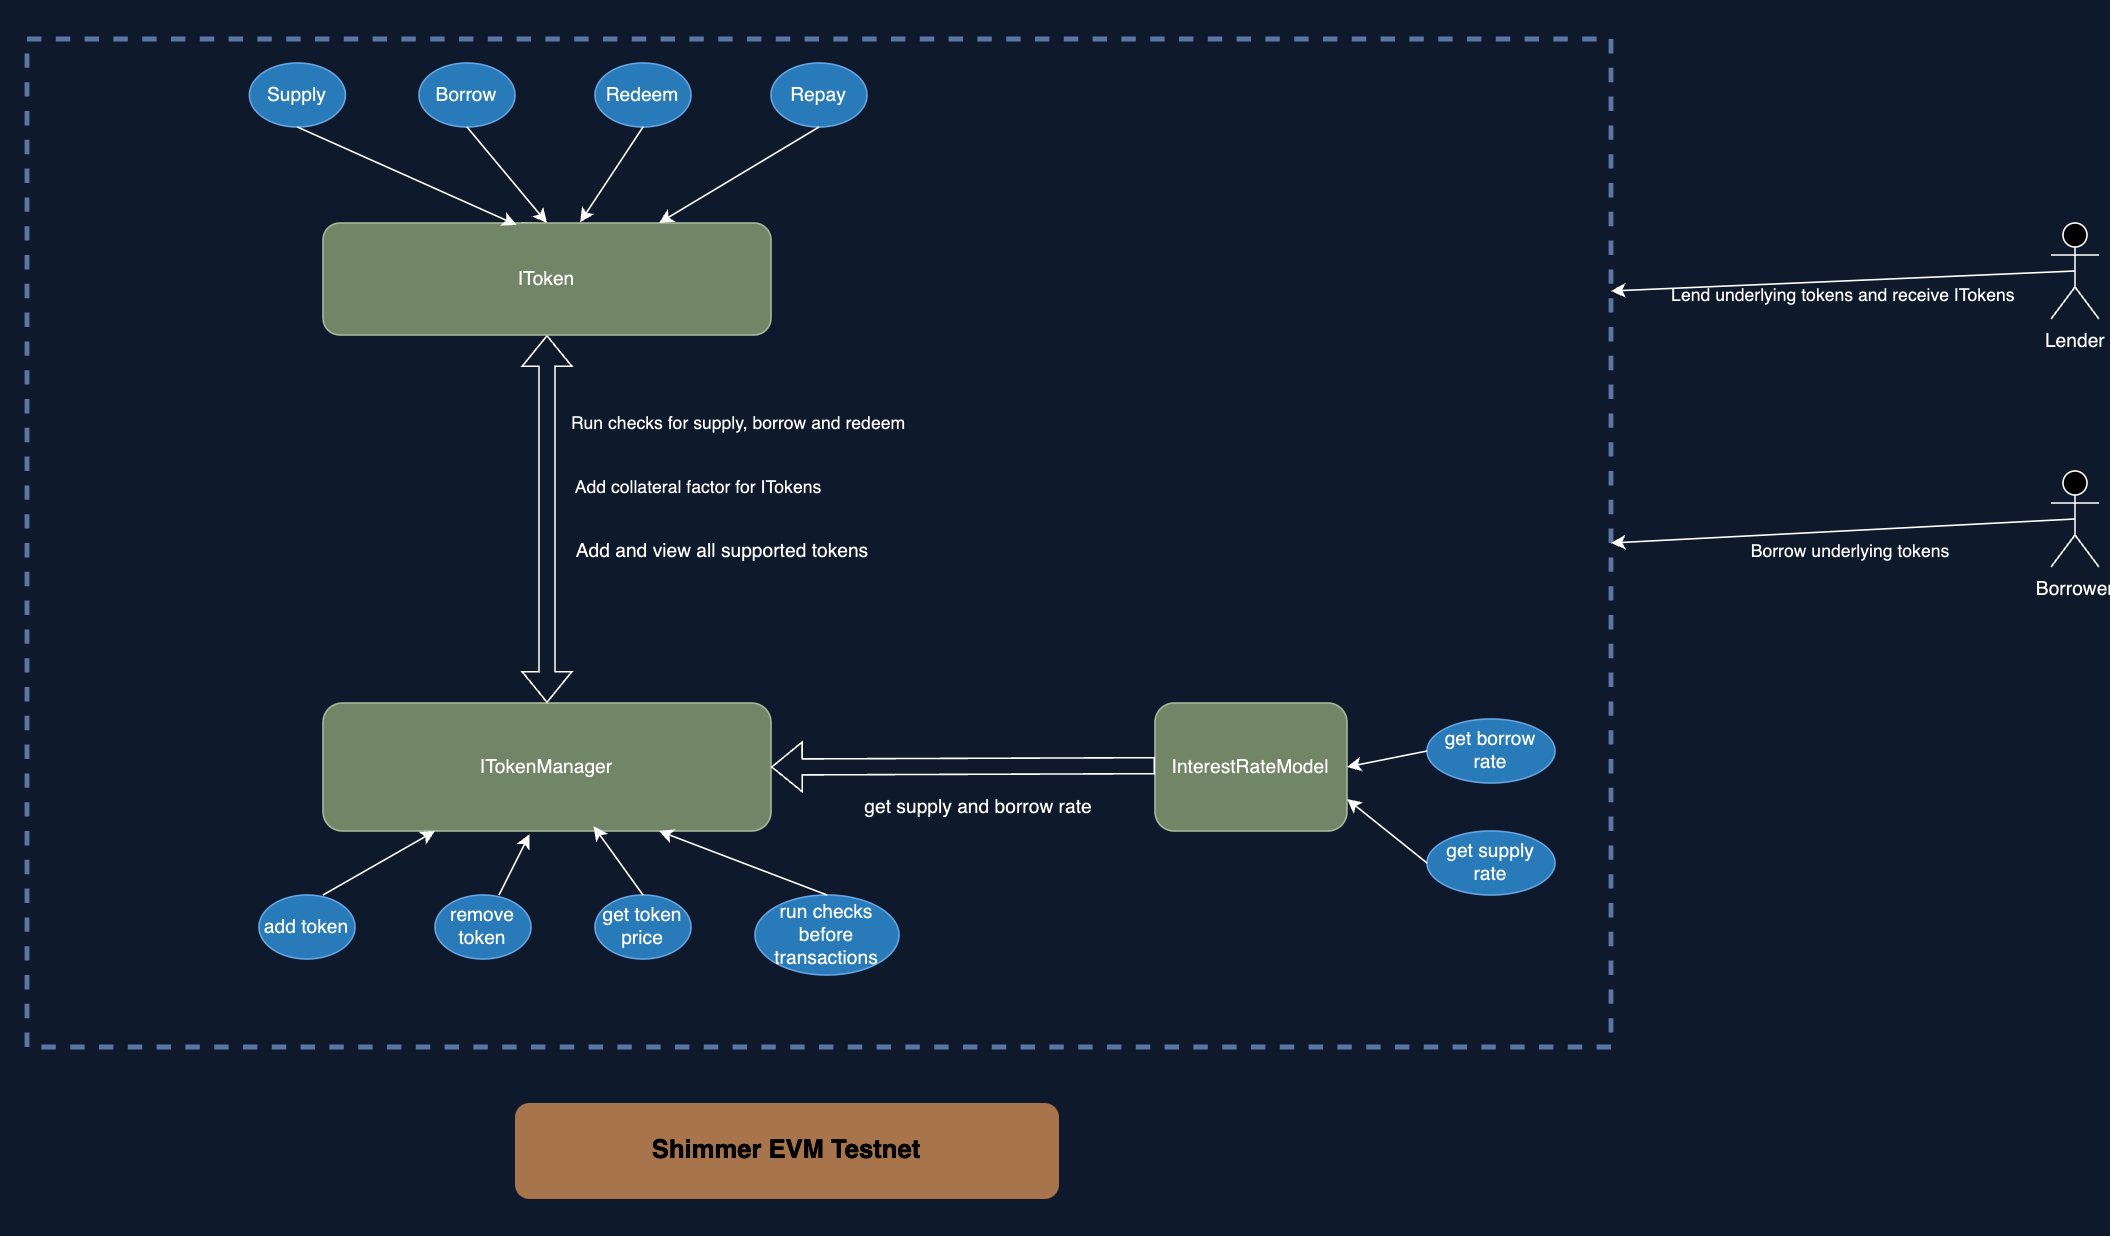 Supply
Borrow
Redeem
Repay
IToken
Lend underlying tokens and receive ITokens
Lender
Run checks for supply, borrow and redeem
Add collateral factor for ITokens
Add and view all supported tokens
Borrow underlying tokens
Borrower
ITokenManager
get supply and borrow rate
InterestRateModel
get borrow
rate
get supply
rate
add token
remove
token
get token
price
run checks
before
transactions
Shimmer EVM Testnet